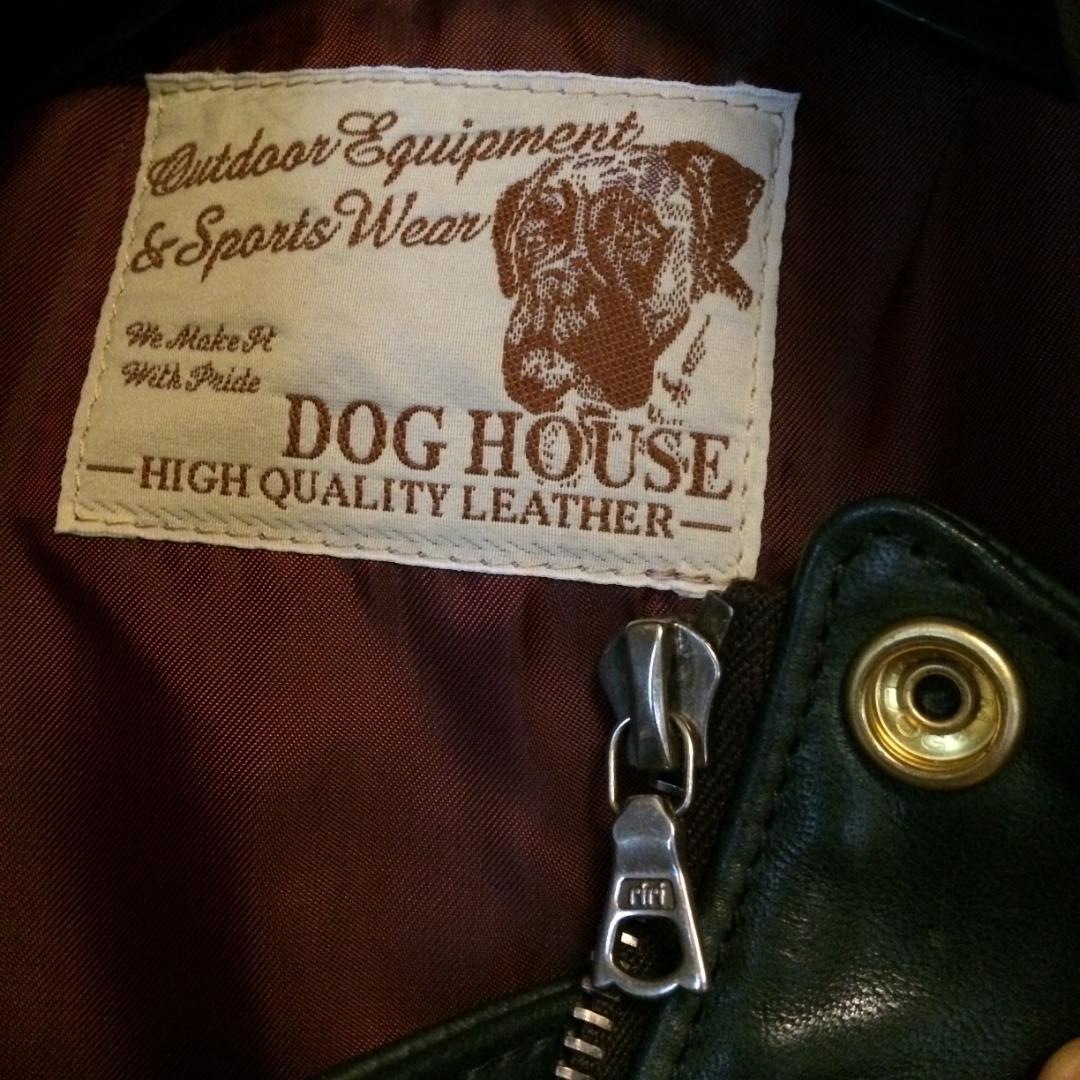 Outdoor Equipment
& Sports Wear
We Make It
With Pride
DOG HOUSE
HIGH QUALITY LEATHER
riri